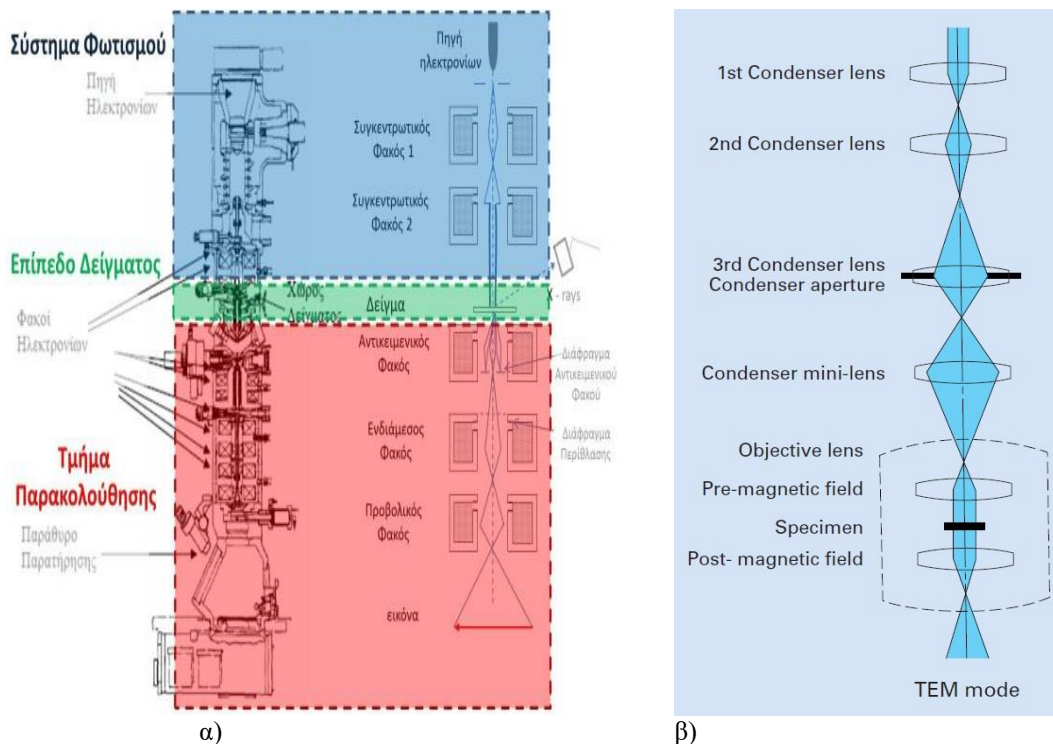 Σύστημα Φωτισμού
Πηγή
Ηλεκτρονίων
Επίπεδο Δείγματος
Φακοί
Ηλεκτρονίων
Τμήμα
Παρακολούθησης
Παράθυρο
Παρατήρησης
Πηγή
ηλεκτρονίων
Συγκεντρωτικός
Φακός 1
Συγκεντρωτικός
Φακός 2
Χώρος
Δείγματος
Δείγμα
X - rays
Αντικειμενικός
Φακός
Διάφραγμα
Αντικειμενικού
Φακού
Ενδιάμεσος
Φακός
Διάφραγμα
Περίθλασης
Προβολικός
Φακός
εικόνα
α)
1st Condenser lens
2nd Condenser lens
3rd Condenser lens
Condenser aperture
Condenser mini-lens
Objective lens
Pre-magnetic field
Specimen
Post- magnetic field
TEM mode
β)